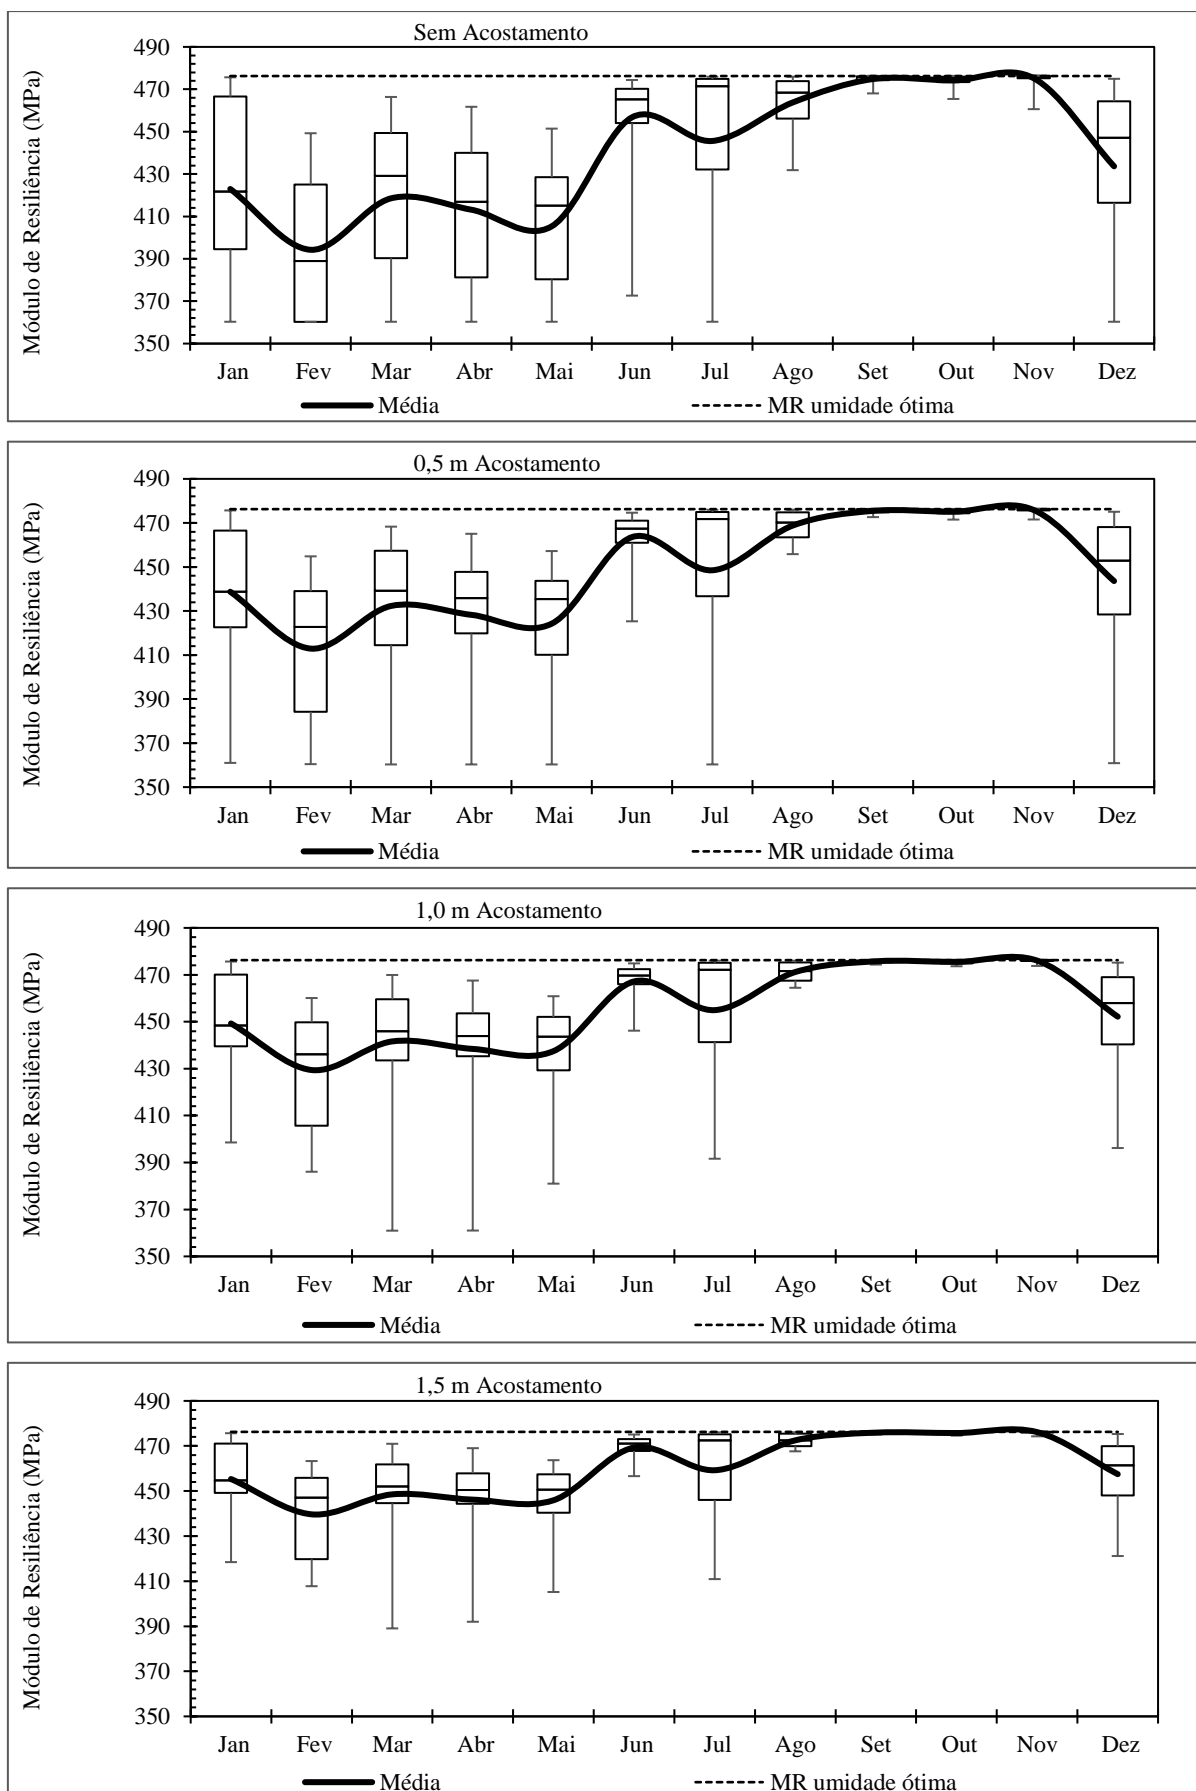 Sem Acostamento
Módulo de Resiliência (MPa)
490
470
450
430
410
390
370
350
Jan Fev Mar Abr Mai Jun Jul Ago Set Out Nov Dez
Média MR umidade ótima
0,5 m Acostamento
Módulo de Resiliência (MPa)
490
470
450
430
410
390
370
350
Jan Fev Mar Abr Mai Jun Jul Ago Set Out Nov Dez
Média MR umidade ótima
1,0 m Acostamento
Módulo de Resiliência (MPa)
490
470
450
430
410
390
370
350
Jan Fev Mar Abr Mai Jun Jul Ago Set Out Nov Dez
Média MR umidade ótima
1,5 m Acostamento
Módulo de Resiliência (MPa)
490
470
450
430
410
390
370
350
Jan Fev Mar Abr Mai Jun Jul Ago Set Out Nov Dez
Média MR umidade ótima